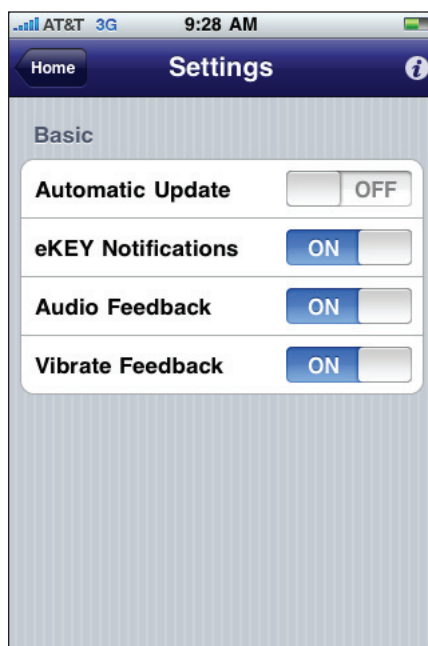 AT&T 3G 9:28 AM
Home Settings i
Basic
Automatic Update OFF
eKEY Notifications ON
Audio Feedback ON
Vibrate Feedback ON